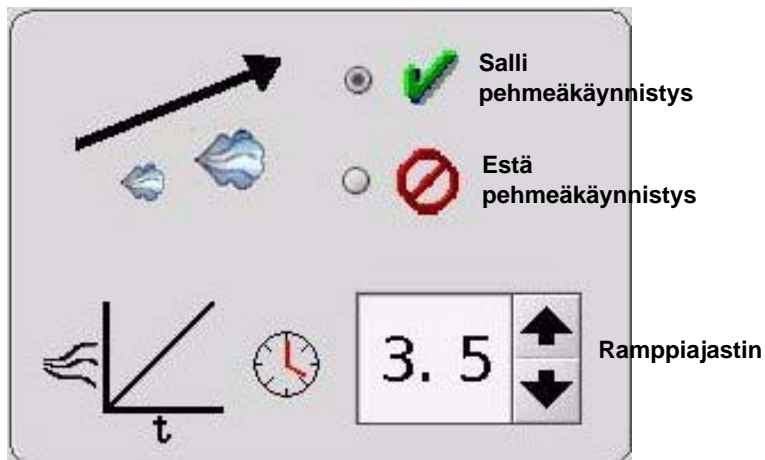 Salli
pehmeäkäynnistys
Estä
pehmeäkäynnistys
3. 5
Ramppiajastin
t